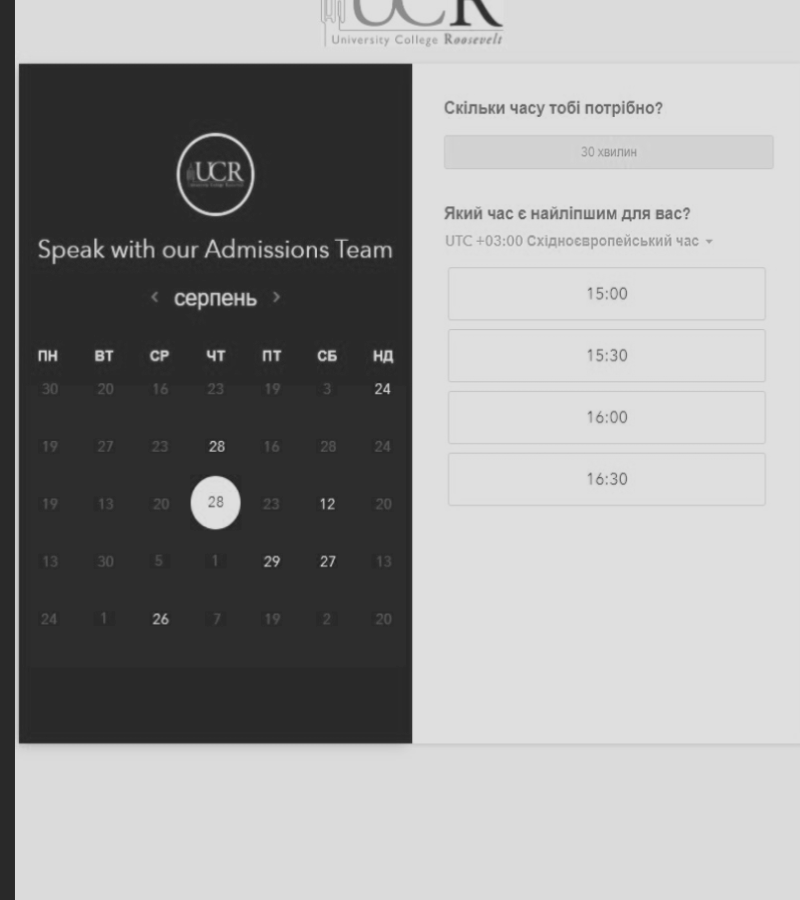 UCR
University College Roosevelt
UCR
Speak with our Admissions Team
< серпень >
ПН ВТ СР ЧТ ПТ СБ НД
30 20 16 23 19 3 24
19 27 23 28 16 28 24
19 13 20 28 23 12 20
13 30 5 1 29 27 13
24 1 26 7 19 2 20
Скільки часу тобі потрібно?
30 хвилин
Який час є найліпшим для вас?
UTC +03:00 Східноєвропейський час
15:00
15:30
16:00
16:30